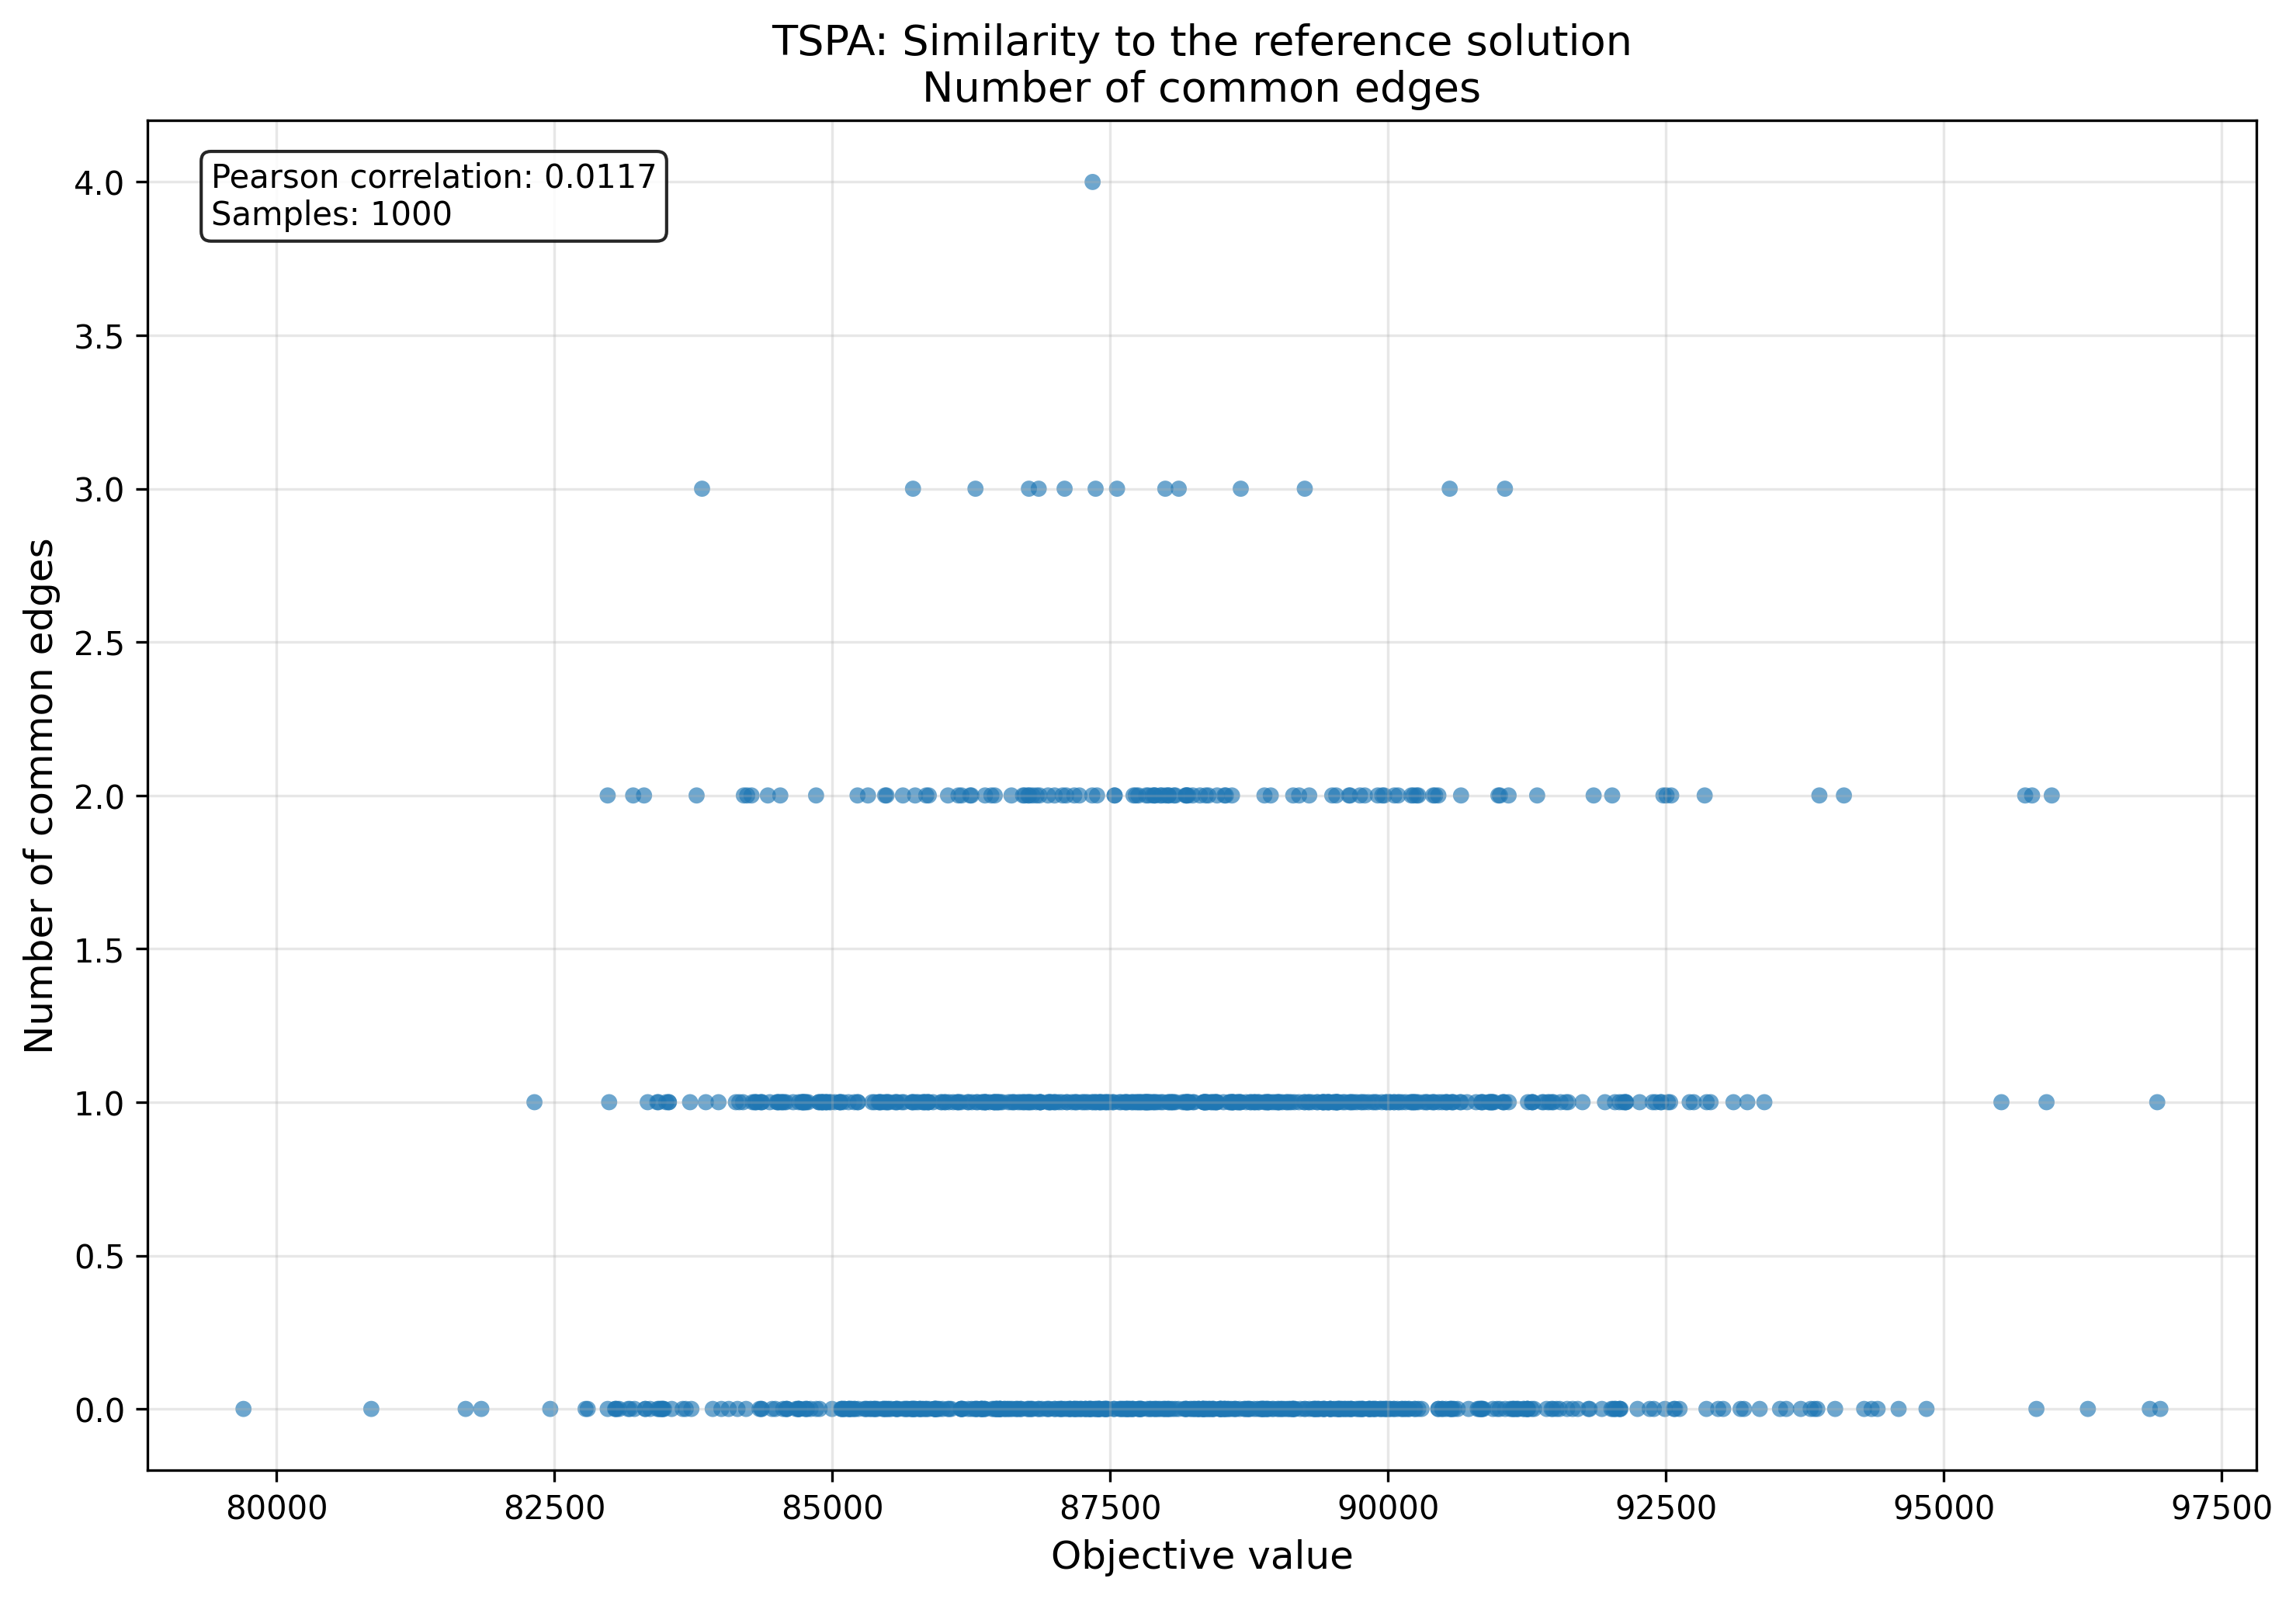 TSPA: Similarity to the reference solution
Number of common edges
Pearson correlation: 0.0117
Samples: 1000
Number of common edges
4.0
3.5
3.0
2.5
2.0
1.5
1.0
0.5
0.0
80000 82500 85000 87500 90000 92500 95000 97500
Objective value